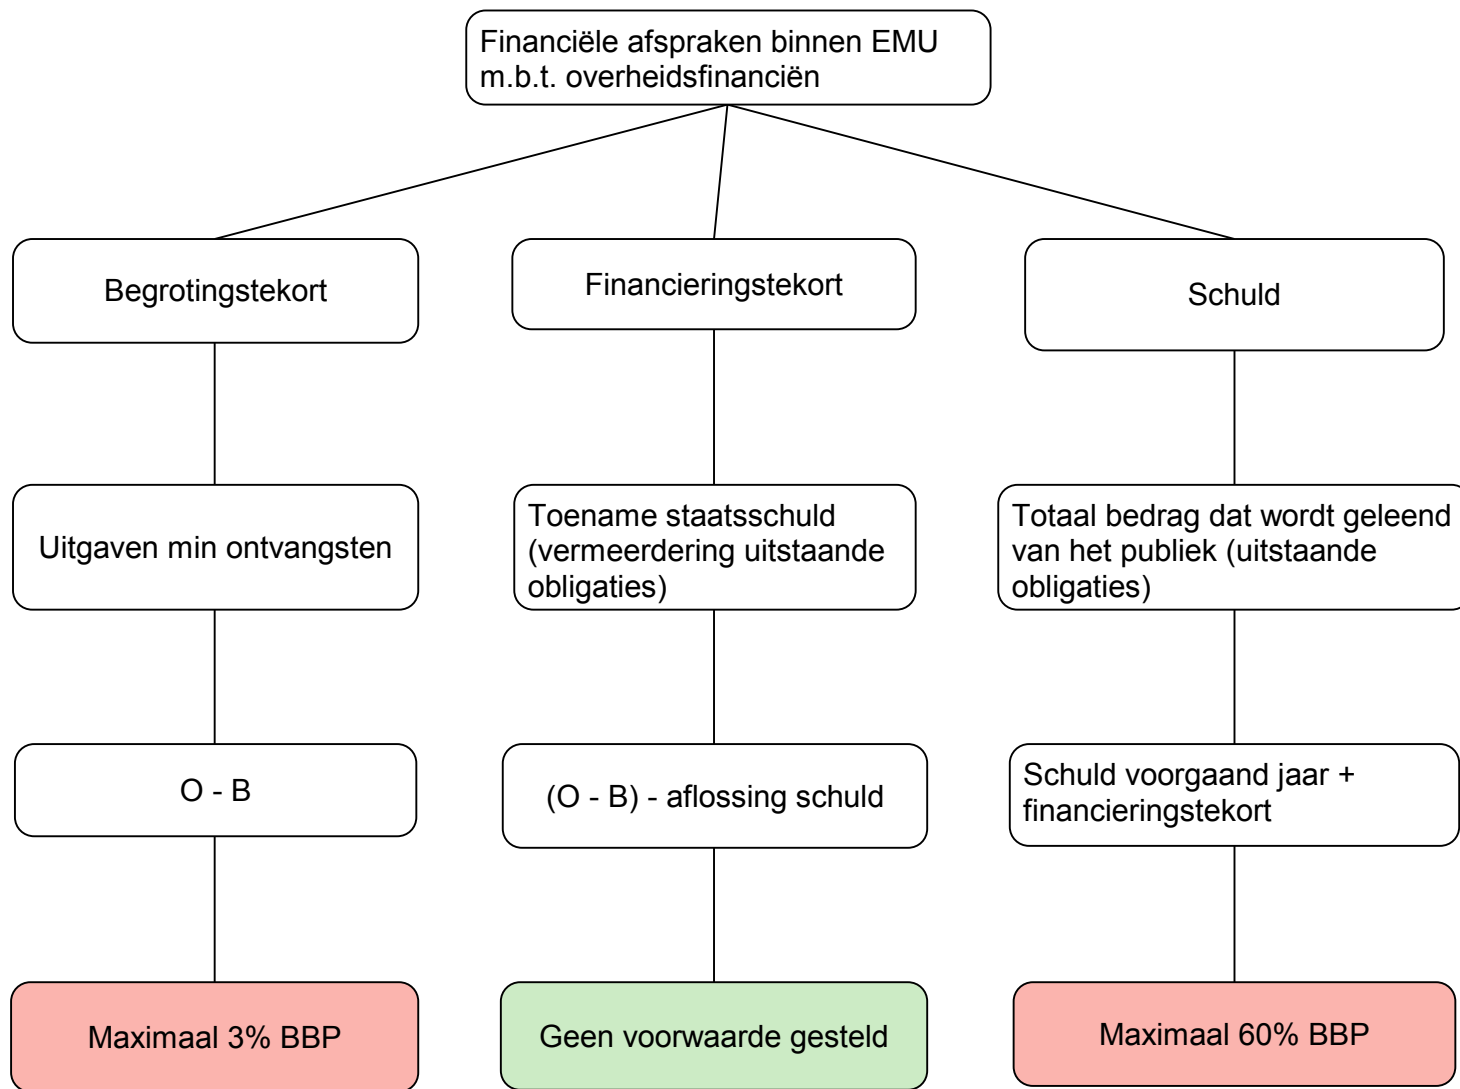 Financiële afspraken binnen EMU
m.b.t. overheidsfinanciën
Begrotingstekort
Financieringstekort
Schuld
Uitgaven min ontvangsten
Toename staatsschuld
(vermeerdering uitstaande
obligaties)
Totaal bedrag dat wordt geleend
van het publiek (uitstaande
obligaties)
O - B
(O - B) - aflossing schuld
Schuld voorgaand jaar +
financieringstekort
Maximaal 3% BBP
Geen voorwaarde gesteld
Maximaal 60% BBP